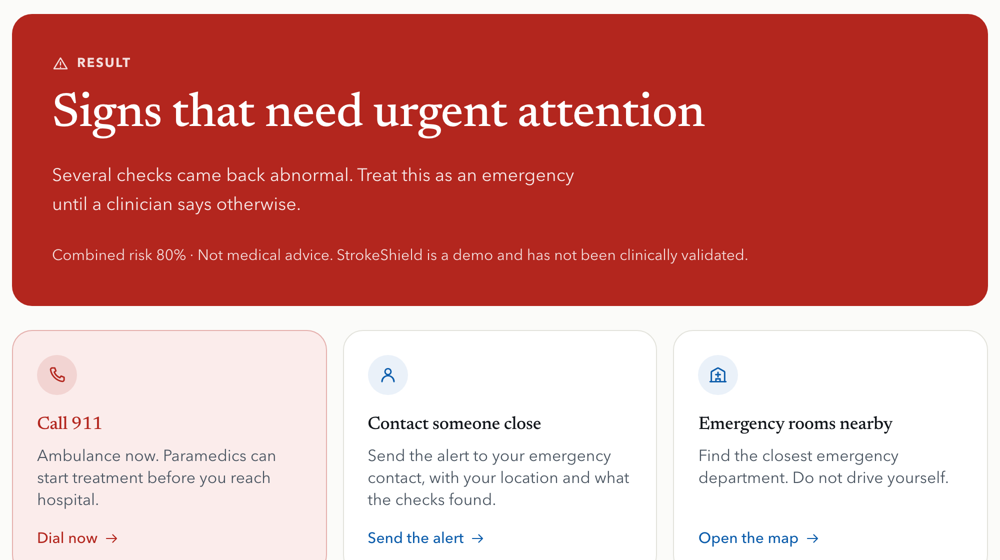 RESULT
Signs that need urgent attention
Several checks came back abnormal. Treat this as an emergency
until a clinician says otherwise.
Combined risk 80% · Not medical advice. StrokeShield is a demo and has not been clinically validated.
Call 911
Ambulance now. Paramedics can
start treatment before you reach
hospital.
Dial now →
Contact someone close
Send the alert to your emergency
contact, with your location and what
the checks found.
Send the alert →
Emergency rooms nearby
Find the closest emergency
department. Do not drive yourself.
Open the map →